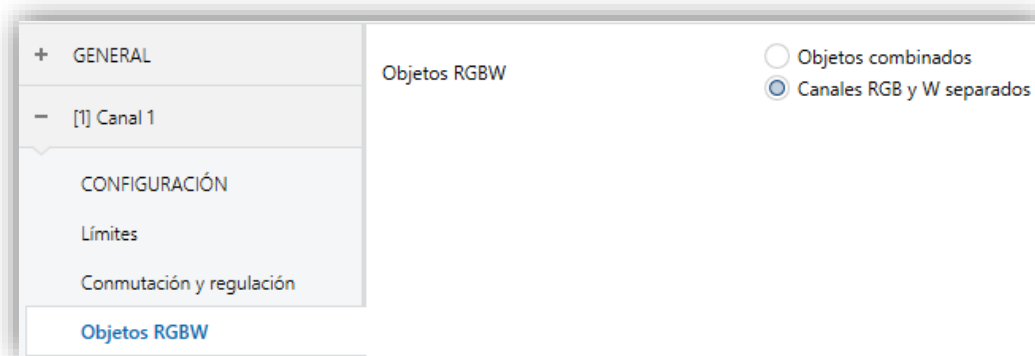 + GENERAL
− [1] Canal 1
CONFIGURACIÓN
Límites
Conmutación y regulación
Objetos RGBW
Objetos RGBW
Objetos combinados
Canales RGB y W separados